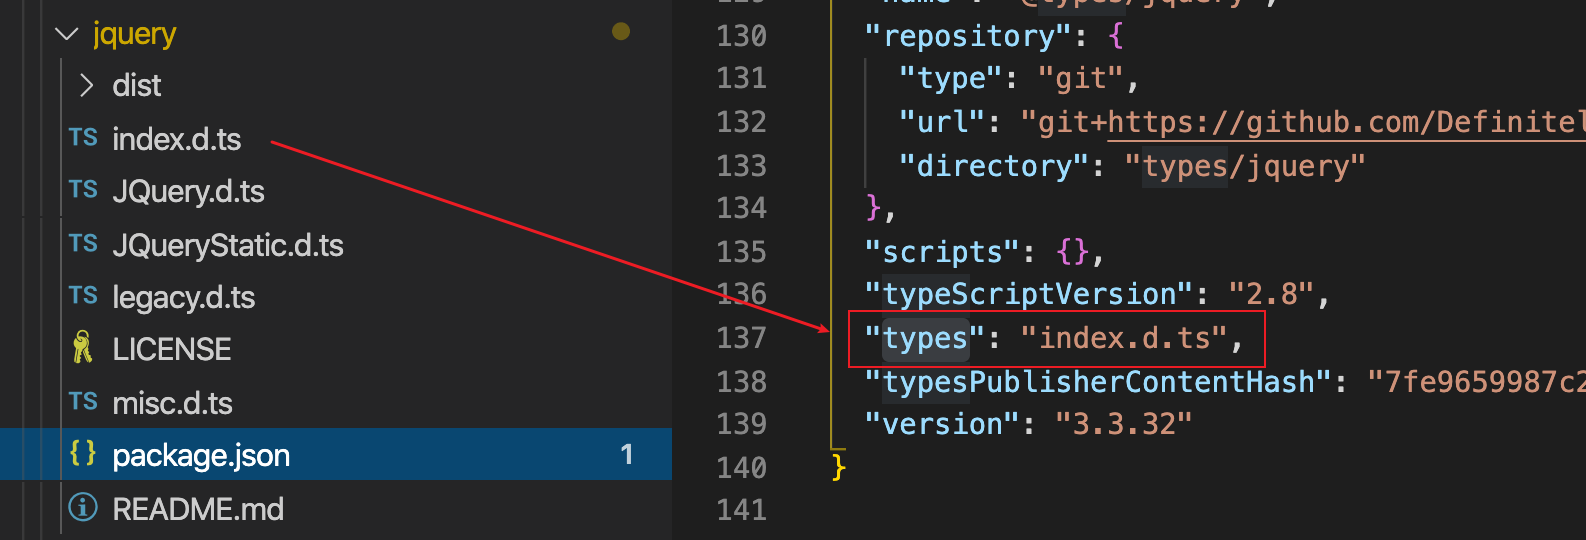 jquery
dist
TS index.d.ts
TS JQuery.d.ts
TS JQueryStatic.d.ts
TS legacy.d.ts
LICENSE
TS misc.d.ts
{} package.json 1
README.md
130 "repository": {
131 "type": "git",
132 "url": "git+https://github.com/Definitel
133 "directory": "types/jquery"
134 },
135 "scripts": {},
136 "typeScriptVersion": "2.8",
137 "types": "index.d.ts",
138 "typesPublisherContentHash": "7fe9659987c2
139 "version": "3.3.32"
140 }
141